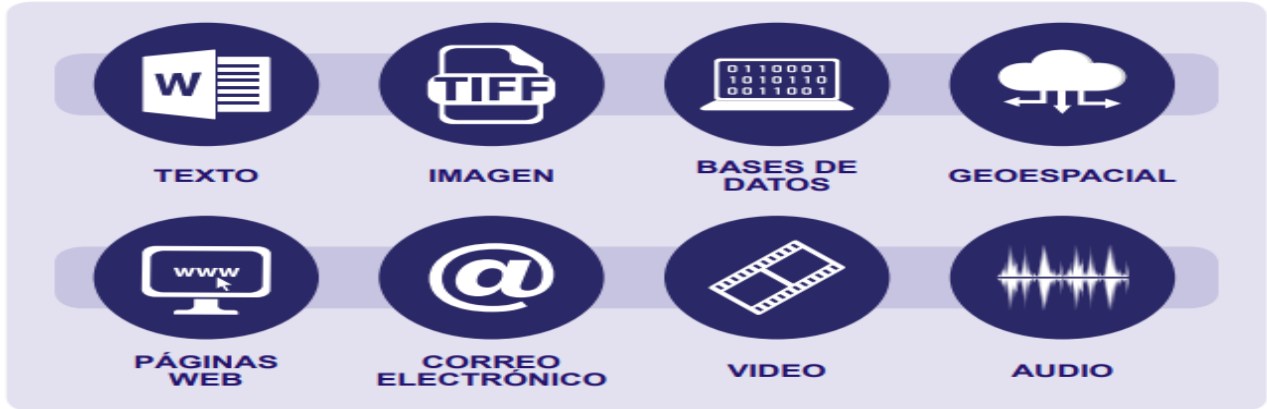 W
TIFF
0110001
1010110
0011001
TEXTO
IMAGEN
BASES DE
DATOS
GEOESPACIAL
www
@
PÁGINAS
WEB
CORREO
ELECTRÓNICO
VIDEO
AUDIO